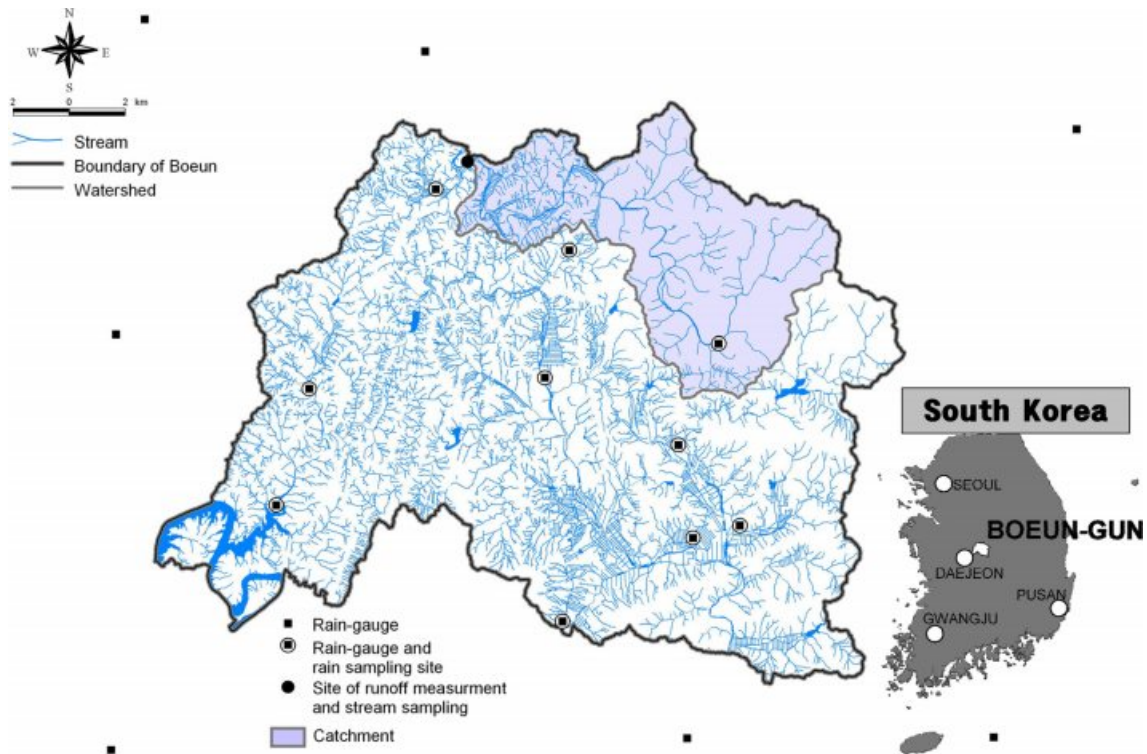 N
W E
S
2 0 2 km
Stream
Boundary of Boeun
Watershed
South Korea
SEOUL
BOEUN-GUN
DAEJEON
PUSAN
GWANGJU
Rain-gauge
Rain-gauge and
rain sampling site
Site of runoff measurment
and stream sampling
Catchment